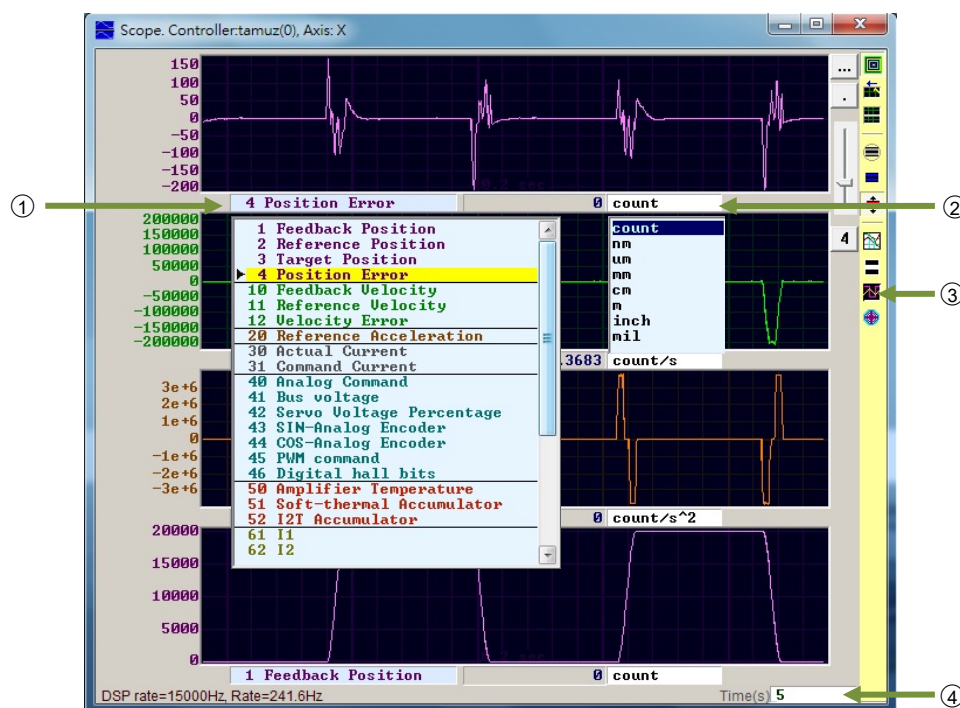 Scope. Controller:tamuz(0), Axis: X
150
100
50
0
-50
-100
-150
-200
...
.
① 4 Position Error 0 count ②
200000
150000
100000
50000
0
-50000
-100000
-150000
-200000
4
1 Feedback Position
2 Reference Position
3 Target Position
4 Position Error
10 Feedback Velocity
11 Reference Velocity
12 Velocity Error
20 Reference Acceleration
30 Actual Current
31 Command Current
40 Analog Command
41 Bus voltage
42 Servo Voltage Percentage
43 SIN-Analog Encoder
44 COS-Analog Encoder
45 PWM command
46 Digital hall bits
50 Amplifier Temperature
51 Soft-thermal Accumulator
52 I2T Accumulator
61 I1
62 I2
count
nm
um
mm
cm
m
inch
mil
③
.3683 count/s
3e+6
2e+6
1e+6
0
-1e+6
-2e+6
-3e+6
0 count/s^2
20000
15000
10000
5000
0
1 Feedback Position 0 count
DSP rate=15000Hz, Rate=241.6Hz Time(s) 5 ④